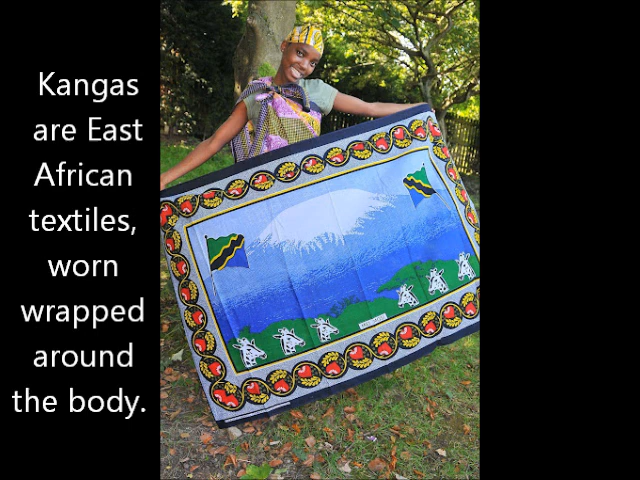 Kangas
are East
African
textiles,
worn
wrapped
around
the body.